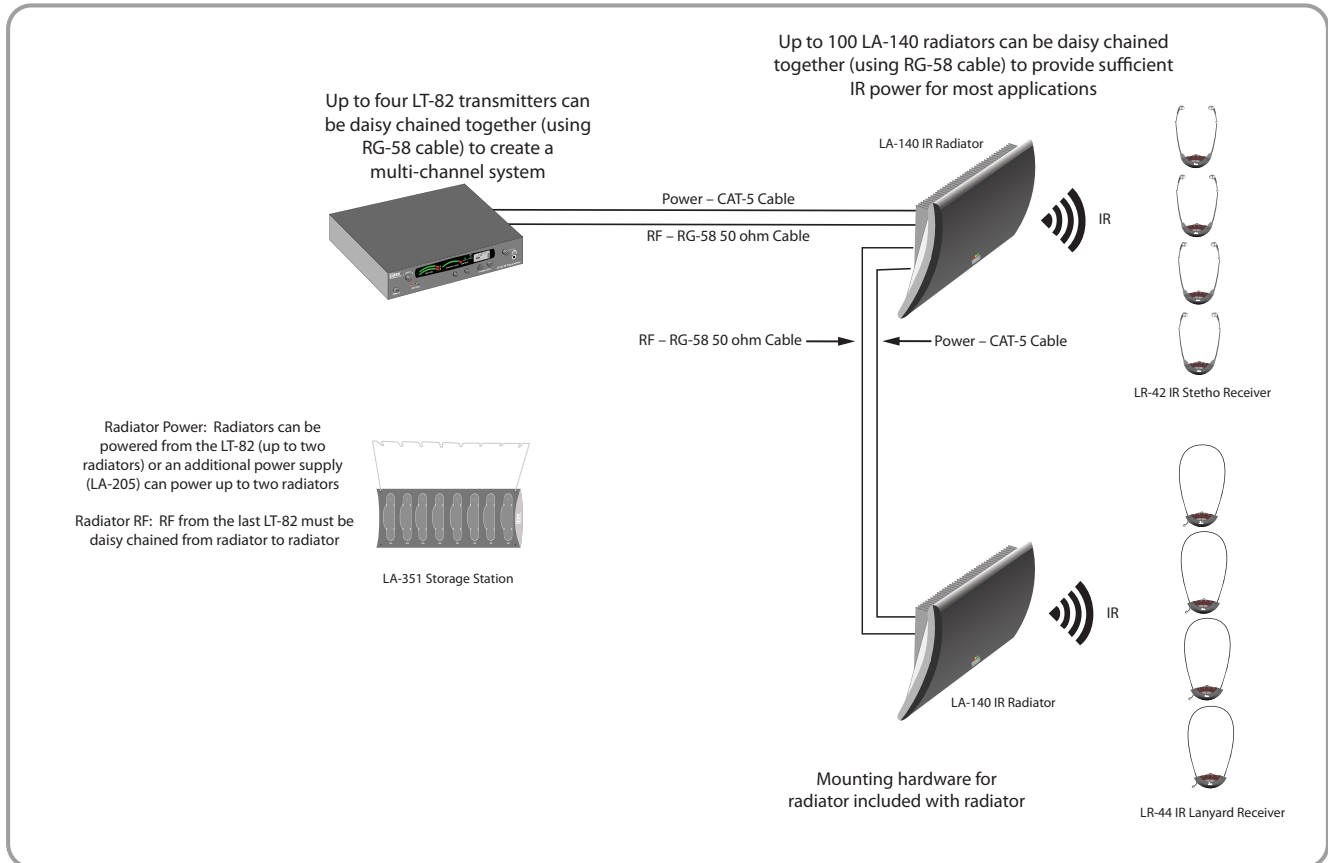 Up to 100 LA-140 radiators can be daisy chained
together (using RG-58 cable) to provide sufficient
IR power for most applications
Up to four LT-82 transmitters can
be daisy chained together (using
RG-58 cable) to create a
multi-channel system
LA-140 IR Radiator
Power – CAT-5 Cable
RF – RG-58 50 ohm Cable
IR
RF – RG-58 50 ohm Cable
Power – CAT-5 Cable
LR-42 IR Stetho Receiver
Radiator Power: Radiators can be
powered from the LT-82 (up to two
radiators) or an additional power supply
(LA-205) can power up to two radiators
Radiator RF: RF from the last LT-82 must be
daisy chained from radiator to radiator
LA-351 Storage Station
IR
LA-140 IR Radiator
Mounting hardware for
radiator included with radiator
LR-44 IR Lanyard Receiver